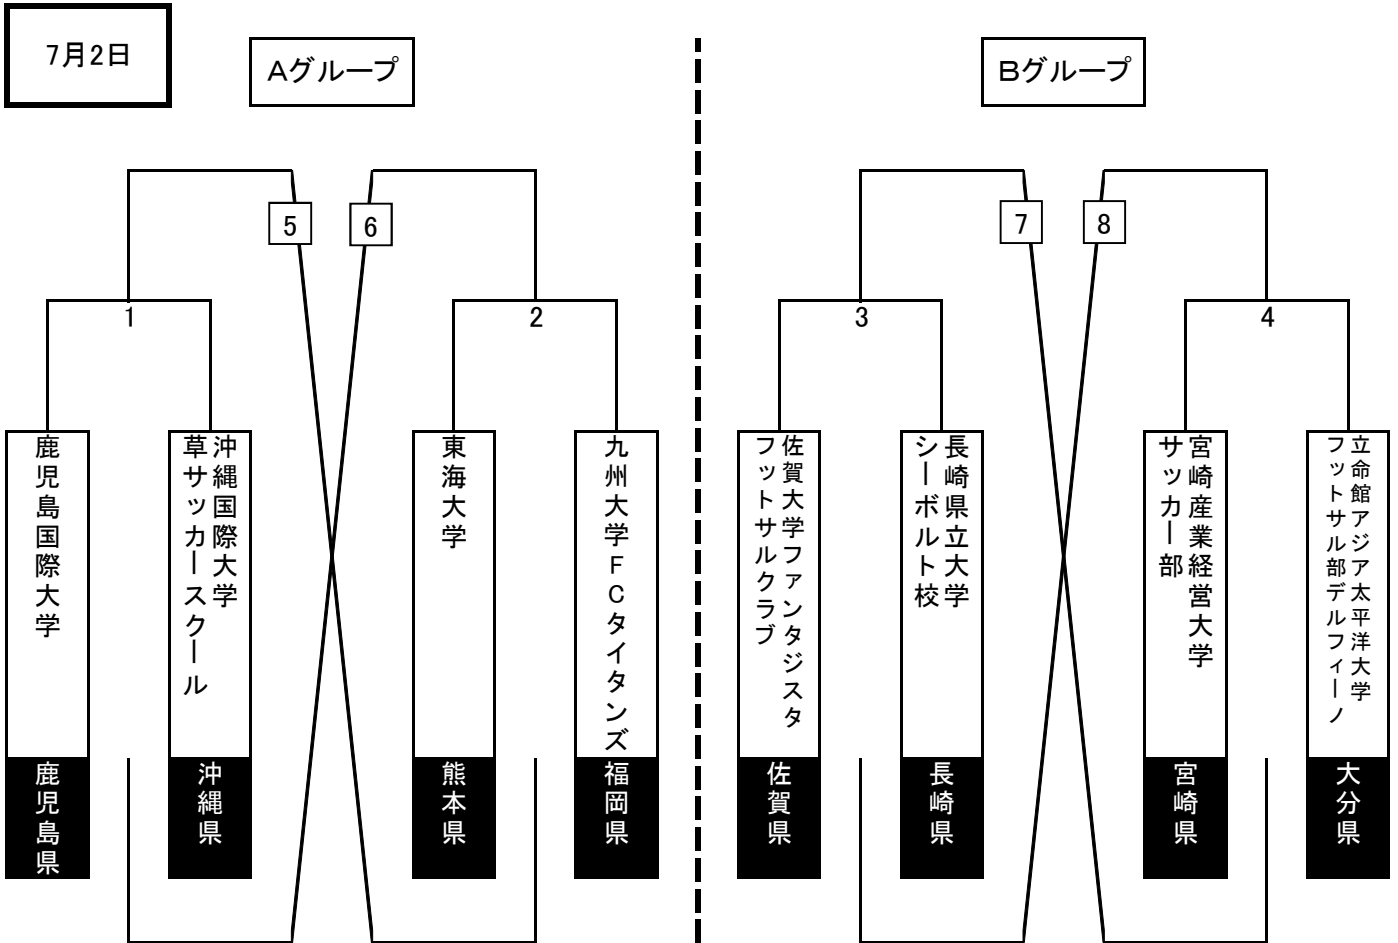 7月2日
Aグループ
Bグループ
5
6
7
8
1
2
3
4
鹿児島国際大学
沖縄国際大学
草サッカースクール
東海大学
九州大学FCタイタンズ
佐賀大学ファンタジスタ
フットサルクラブ
長崎県立大学
シーボルト校
宮崎産業経営大学
サッカー部
立命館アジア太平洋大学
フットサル部デルフィーノ
鹿児島県
沖縄県
熊本県
福岡県
佐賀県
長崎県
宮崎県
大分県